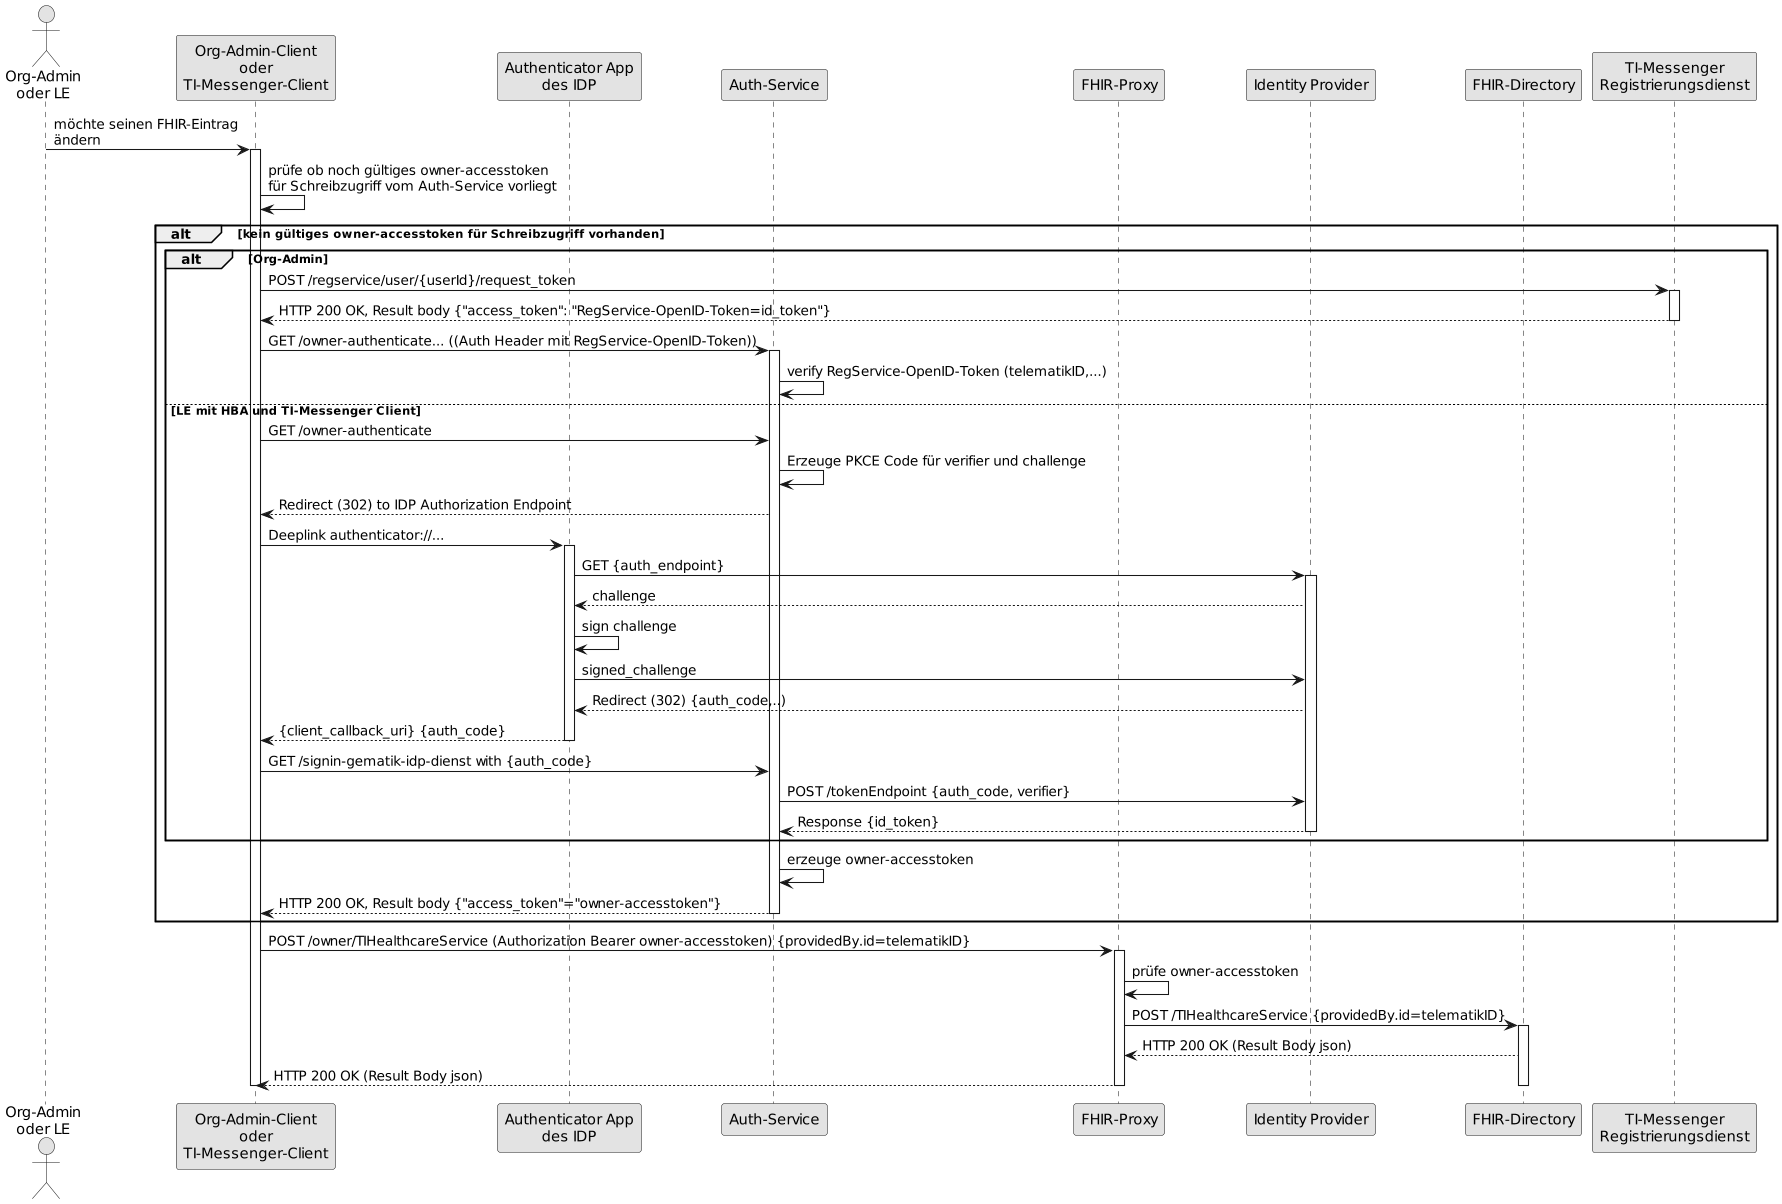 Org-Admin
oder LE
Org-Admin-Client
oder
TI-Messenger-Client
Authenticator App
des IDP
Auth-Service
FHIR-Proxy
Identity Provider
FHIR-Directory
TI-Messenger
Registrierungsdienst
möchte seinen FHIR-Eintrag
ändern
prüfe ob noch gültiges owner-accesstoken
für Schreibzugriff vom Auth-Service vorliegt
alt [kein gültiges owner-accesstoken für Schreibzugriff vorhanden]
alt [Org-Admin]
POST /regservice/user/{userId}/request_token
HTTP 200 OK, Result body {"access_token": "RegService-OpenID-Token=id_token"}
GET /owner-authenticate... ((Auth Header mit RegService-OpenID-Token))
verify RegService-OpenID-Token (telematikID,...)
[LE mit HBA und TI-Messenger Client]
GET /owner-authenticate
Erzeuge PKCE Code für verifier und challenge
Redirect (302) to IDP Authorization Endpoint
Deeplink authenticator://...
GET {auth_endpoint}
challenge
sign challenge
signed_challenge
Redirect (302) {auth_code,..)
{client_callback_uri} {auth_code}
GET /signin-gematik-idp-dienst with {auth_code}
POST /tokenEndpoint {auth_code, verifier}
Response {id_token}
erzeuge owner-accesstoken
HTTP 200 OK, Result body {"access_token"="owner-accesstoken"}
POST /owner/TIHealthcareService (Authorization Bearer owner-accesstoken) {providedBy.id=telematikID}
prüfe owner-accesstoken
POST /TIHealthcareService {providedBy.id=telematikID}
HTTP 200 OK (Result Body json)
HTTP 200 OK (Result Body json)
Org-Admin
oder LE
Org-Admin-Client
oder
TI-Messenger-Client
Authenticator App
des IDP
Auth-Service
FHIR-Proxy
Identity Provider
FHIR-Directory
TI-Messenger
Registrierungsdienst